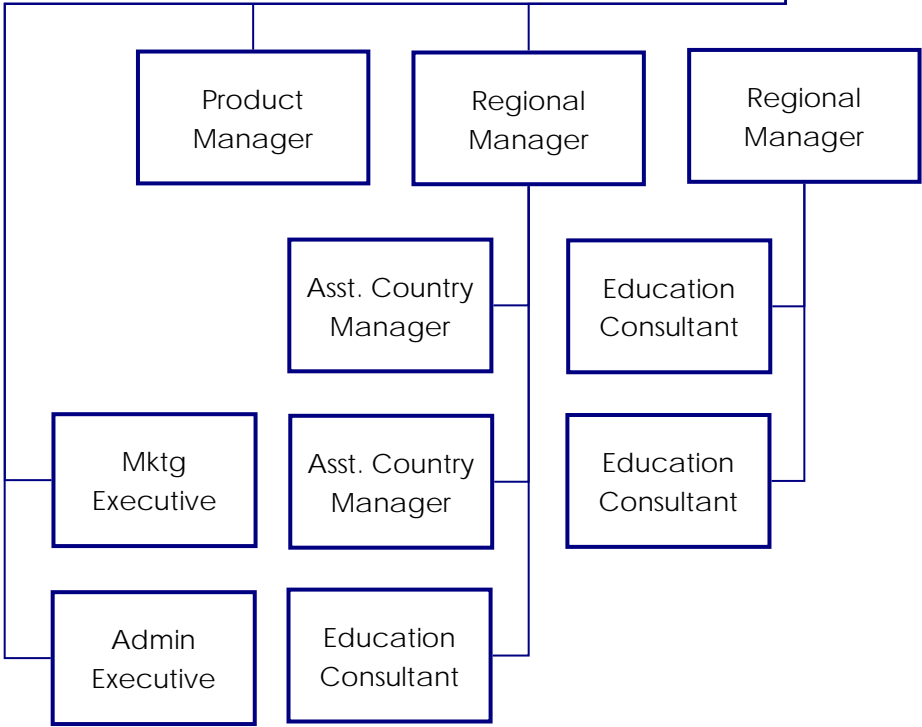 Product
Manager
Regional
Manager
Regional
Manager
Asst. Country
Manager
Education
Consultant
Mktg
Executive
Asst. Country
Manager
Education
Consultant
Admin
Executive
Education
Consultant